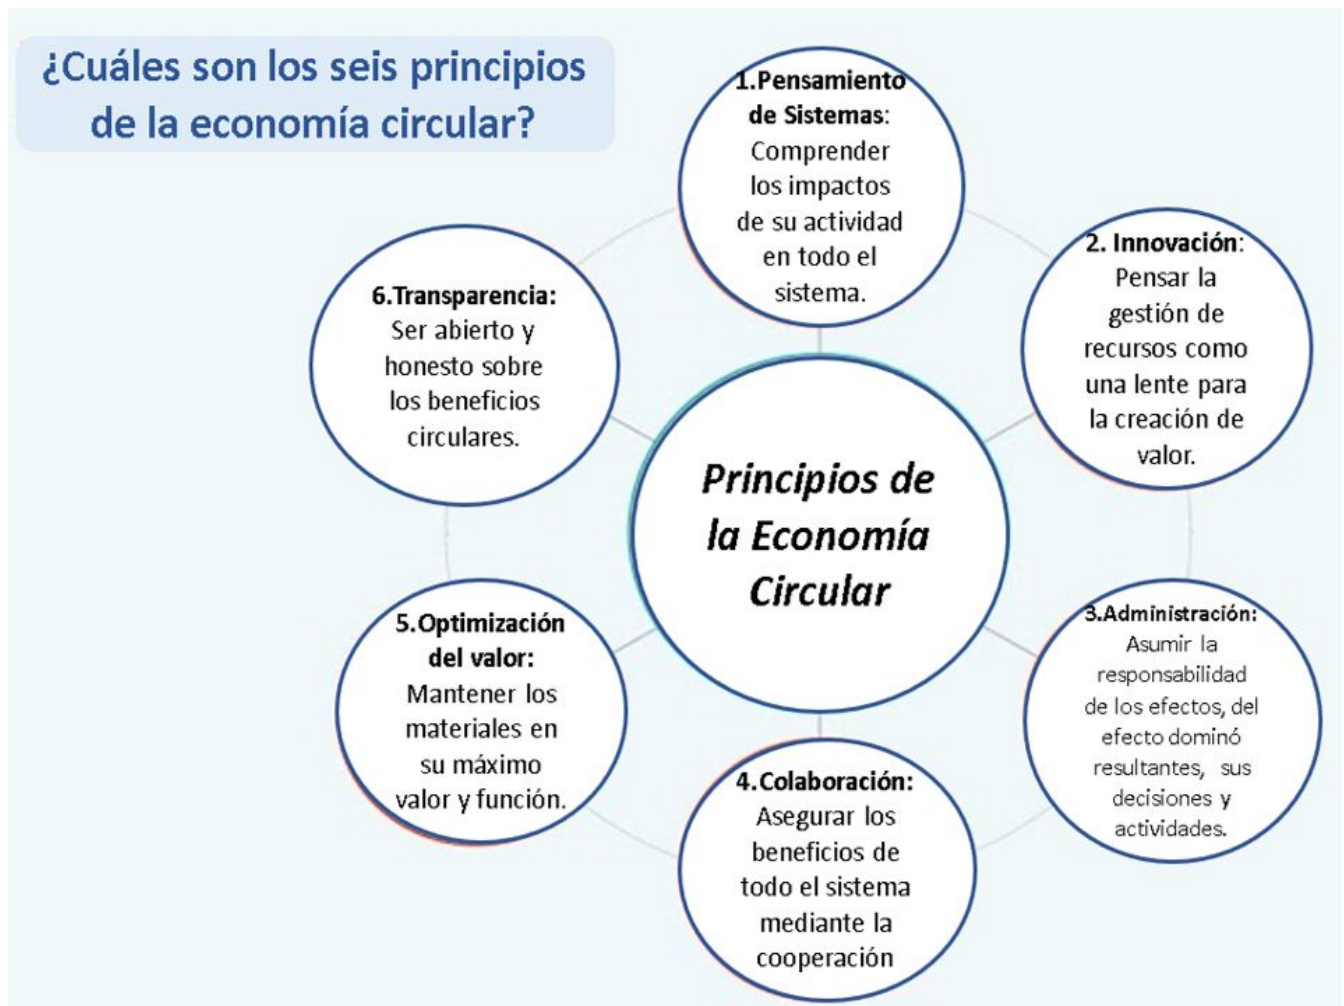 ¿Cuáles son los seis principios
de la economía circular?
1.Pensamiento
de Sistemas:
Comprender
los impactos
de su actividad
en todo el
sistema.
2. Innovación:
Pensar la
gestión de
recursos como
una lente para
la creación de
valor.
3.Administración:
Asumir la
responsabilidad
de los efectos, del
efecto dominó
resultantes, sus
decisiones y
actividades.
4.Colaboración:
Asegurar los
beneficios de
todo el sistema
mediante la
cooperación
5.Optimización
del valor:
Mantener los
materiales en
su máximo
valor y función.
6.Transparencia:
Ser abierto y
honesto sobre
los beneficios
circulares.
Principios de
la Economía
Circular